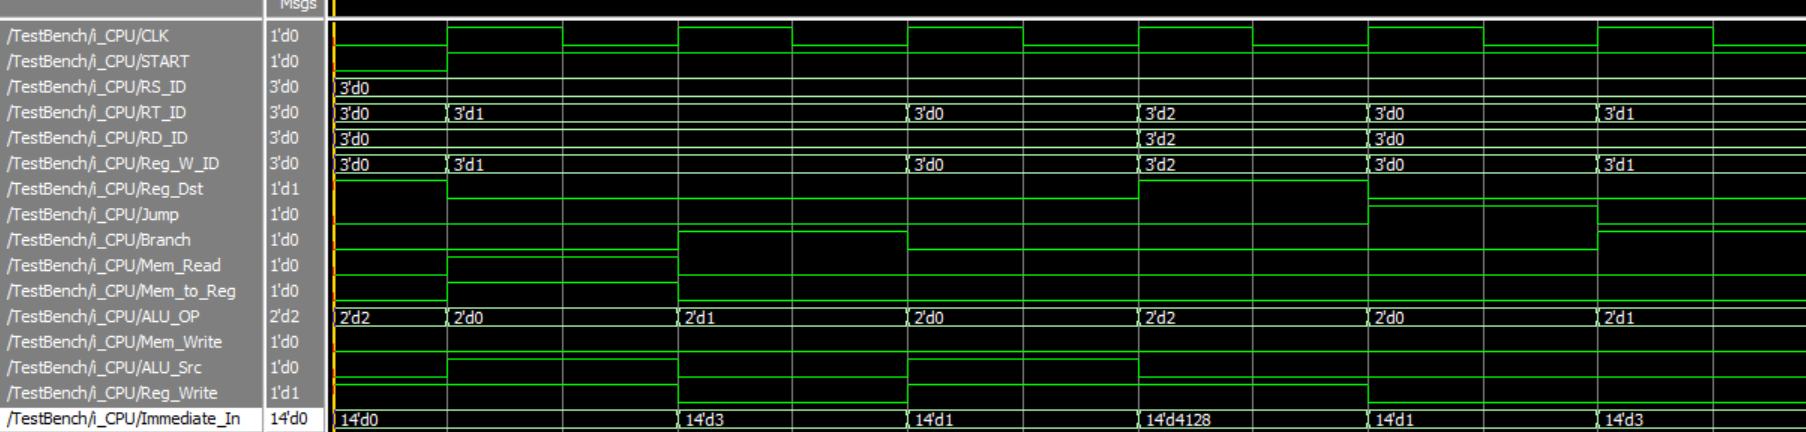 Msgs
/TestBench/i_CPU/CLK 1'd0
/TestBench/i_CPU/START 1'd0
/TestBench/i_CPU/RS_ID 3'd0 3'd0
/TestBench/i_CPU/RT_ID 3'd0 3'd0 3'd1 3'd0 3'd2 3'd0 3'd1
/TestBench/i_CPU/RD_ID 3'd0 3'd0 3'd2 3'd0
/TestBench/i_CPU/Reg_W_ID 3'd0 3'd0 3'd1 3'd0 3'd2 3'd0 3'd1
/TestBench/i_CPU/Reg_Dst 1'd1
/TestBench/i_CPU/Jump 1'd0
/TestBench/i_CPU/Branch 1'd0
/TestBench/i_CPU/Mem_Read 1'd0
/TestBench/i_CPU/Mem_to_Reg 1'd0
/TestBench/i_CPU/ALU_OP 2'd2 2'd2 2'd0 2'd1 2'd0 2'd2 2'd0 2'd1
/TestBench/i_CPU/Mem_Write 1'd0
/TestBench/i_CPU/ALU_Src 1'd0
/TestBench/i_CPU/Reg_Write 1'd1
/TestBench/i_CPU/Immediate_In 14'd0 14'd0 14'd3 14'd1 14'd4128 14'd1 14'd3